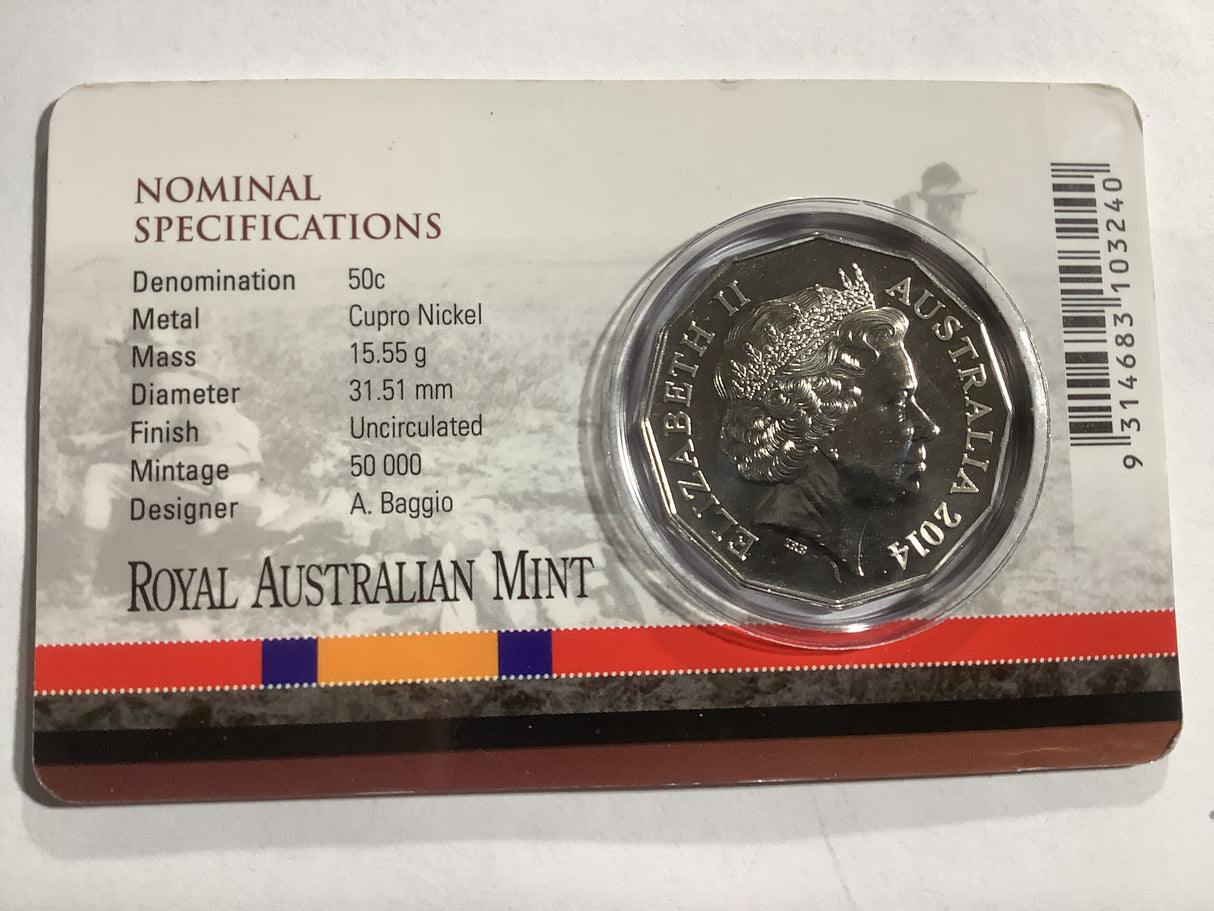 NOMINAL
SPECIFICATIONS
Denomination 50c
Metal Cupro Nickel
Mass 15.55 g
Diameter 31.51 mm
Finish Uncirculated
Mintage 50 000
Designer A. Baggio
ROYAL AUSTRALIAN MINT
ELIZABETH II AUSTRALIA 2014
IRB
9 314683 103240